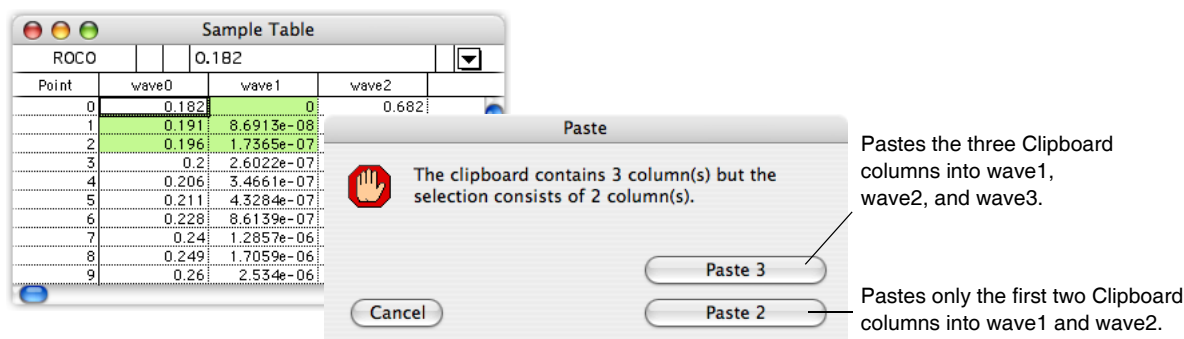 Sample Table
ROCO 0.182
Point wave0 wave1 wave2
0 0.182 0 0.682
1 0.191 8.6913e-08
2 0.196 1.7365e-07
3 0.2 2.6022e-07
4 0.206 3.4661e-07
5 0.211 4.3284e-07
6 0.228 8.6139e-07
7 0.24 1.2857e-06
8 0.249 1.7059e-06
9 0.26 2.534e-06
Paste
The clipboard contains 3 column(s) but the
selection consists of 2 column(s).
Paste 3
Cancel
Paste 2
Pastes the three Clipboard
columns into wave1,
wave2, and wave3.
Pastes only the first two Clipboard
columns into wave1 and wave2.